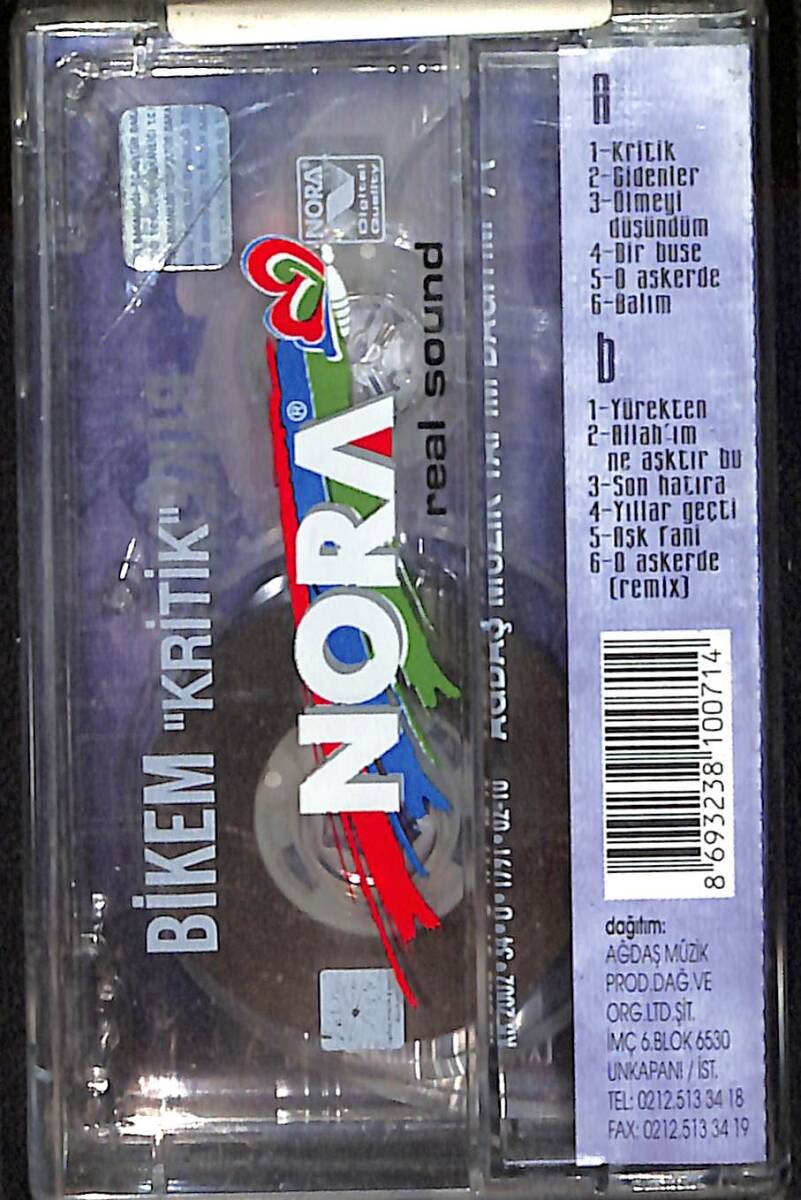 A
1-Kritik
2-Gidenler
3-Ölmeyi
düşündüm
4-Bir buse
5-O askerde
6-Balım
b
1-Yürekten
2-Allah'ım
ne aşktır bu
3-Son hatıra
4-Yıllar geçti
5-Aşk fani
6-O askerde
(remix)
8 693238 100714
dağıtım:
AĞDAŞ MÜZİK
PROD.DAĞ.VE
ORG.LTD.ŞİT.
İMÇ 6.BLOK 6530
UNKAPANI / İST.
TEL: 0212.513 34 18
FAX: 0212.513 34 19
BİKEM "KRİTİK"
NORA
Digital
Quality
NORA®
real sound
AĞDAŞ MÜZİK